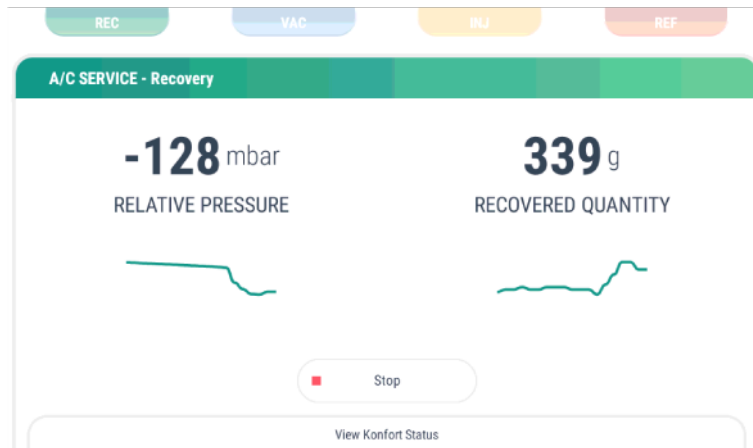 REC VAC INJ REF
A/C SERVICE - Recovery
-128 mbar 339 g
RELATIVE PRESSURE RECOVERED QUANTITY
Stop
View Konfort Status